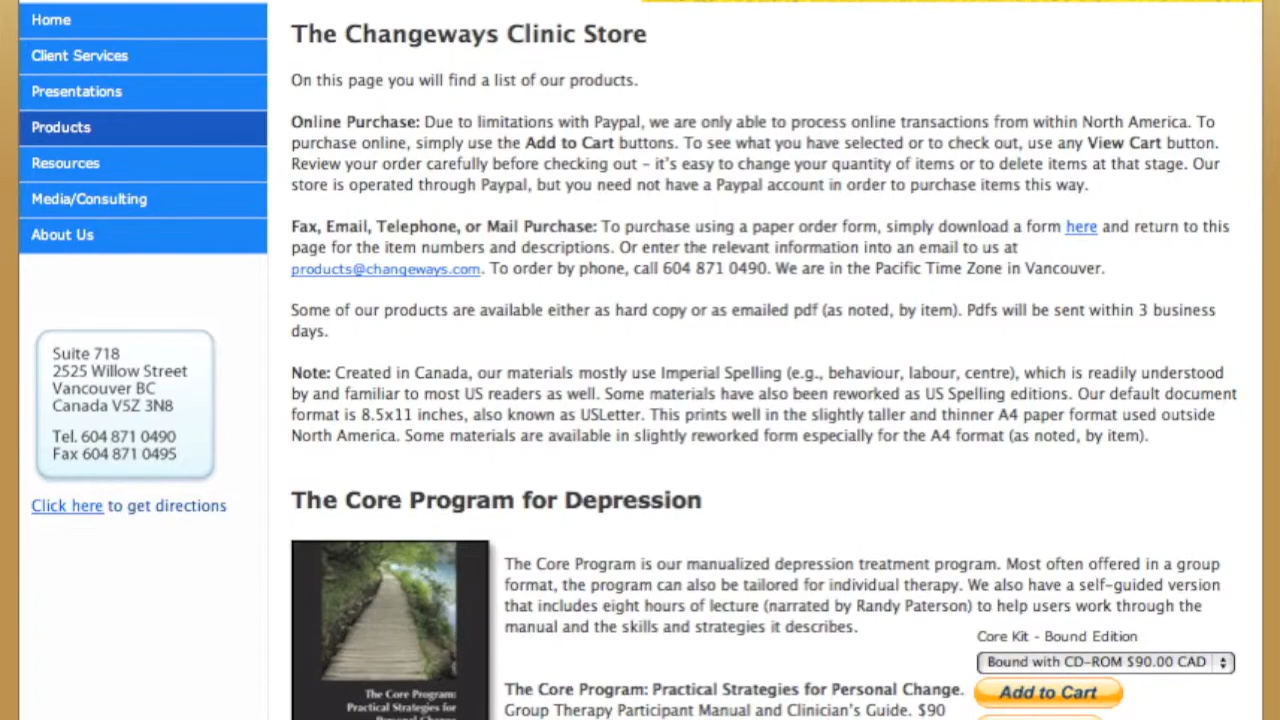 Home
Client Services
Presentations
Products
Resources
Media/Consulting
About Us
Suite 718
2525 Willow Street
Vancouver BC
Canada V5Z 3N8
Tel. 604 871 0490
Fax 604 871 0495
Click here to get directions
The Changeways Clinic Store
On this page you will find a list of our products.
Online Purchase: Due to limitations with Paypal, we are only able to process online transactions from within North America. To
purchase online, simply use the Add to Cart buttons. To see what you have selected or to check out, use any View Cart button.
Review your order carefully before checking out – it's easy to change your quantity of items or to delete items at that stage. Our
store is operated through Paypal, but you need not have a Paypal account in order to purchase items this way.
Fax, Email, Telephone, or Mail Purchase: To purchase using a paper order form, simply download a form here and return to this
page for the item numbers and descriptions. Or enter the relevant information into an email to us at
products@changeways.com. To order by phone, call 604 871 0490. We are in the Pacific Time Zone in Vancouver.
Some of our products are available either as hard copy or as emailed pdf (as noted, by item). Pdfs will be sent within 3 business
days.
Note: Created in Canada, our materials mostly use Imperial Spelling (e.g., behaviour, labour, centre), which is readily understood
by and familiar to most US readers as well. Some materials have also been reworked as US Spelling editions. Our default document
format is 8.5x11 inches, also known as USLetter. This prints well in the slightly taller and thinner A4 paper format used outside
North America. Some materials are available in slightly reworked form especially for the A4 format (as noted, by item).
The Core Program for Depression
The Core Program is our manualized depression treatment program. Most often offered in a group
format, the program can also be tailored for individual therapy. We also have a self-guided version
that includes eight hours of lecture (narrated by Randy Paterson) to help users work through the
manual and the skills and strategies it describes.
Core Kit - Bound Edition
Bound with CD-ROM $90.00 CAD
Add to Cart
The Core Program: Practical Strategies for Personal Change.
Group Therapy Participant Manual and Clinician's Guide. $90
The Core Program:
Practical Strategies for
Personal Change